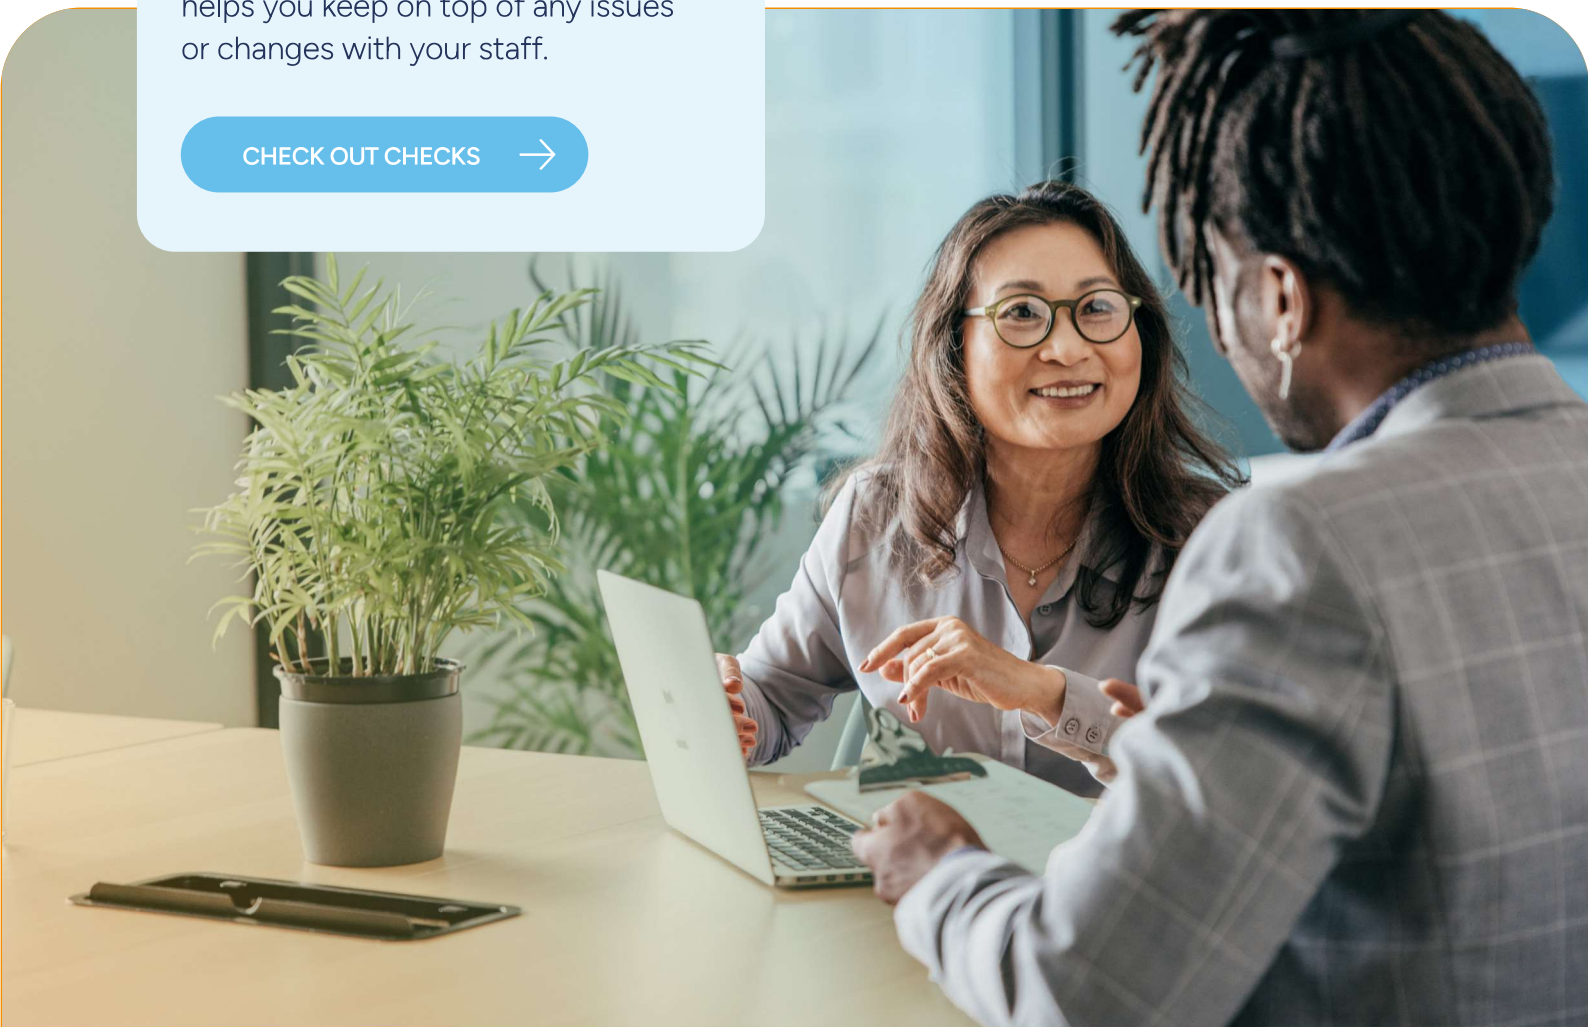 helps you keep on top of any issues
or changes with your staff.
CHECK OUT CHECKS